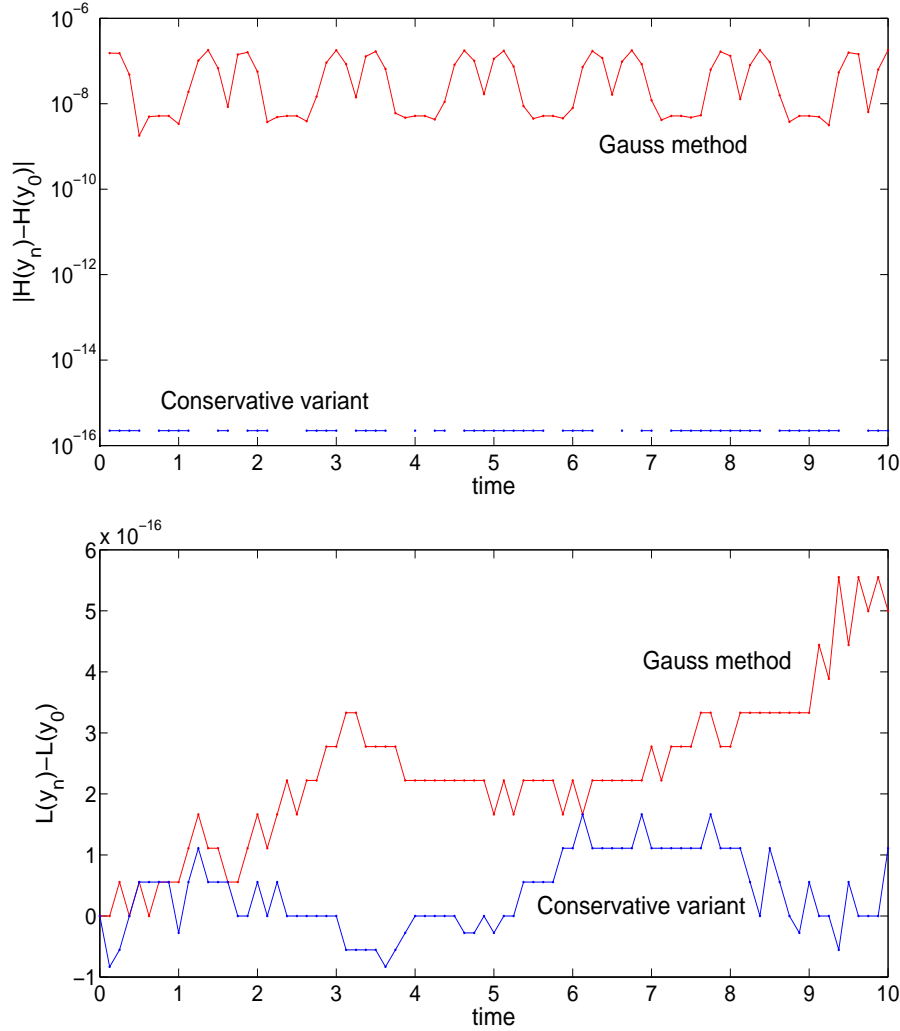 10^−6
10^−8
10^−10
10^−12
10^−14
10^−16
|H(y_n)−H(y_0)|
Gauss method
Conservative variant
0 1 2 3 4 5 6 7 8 9 10
time
x 10^−16
6
5
4
3
2
1
0
−1
L(y_n)−L(y_0)
Gauss method
Conservative variant
0 1 2 3 4 5 6 7 8 9 10
time